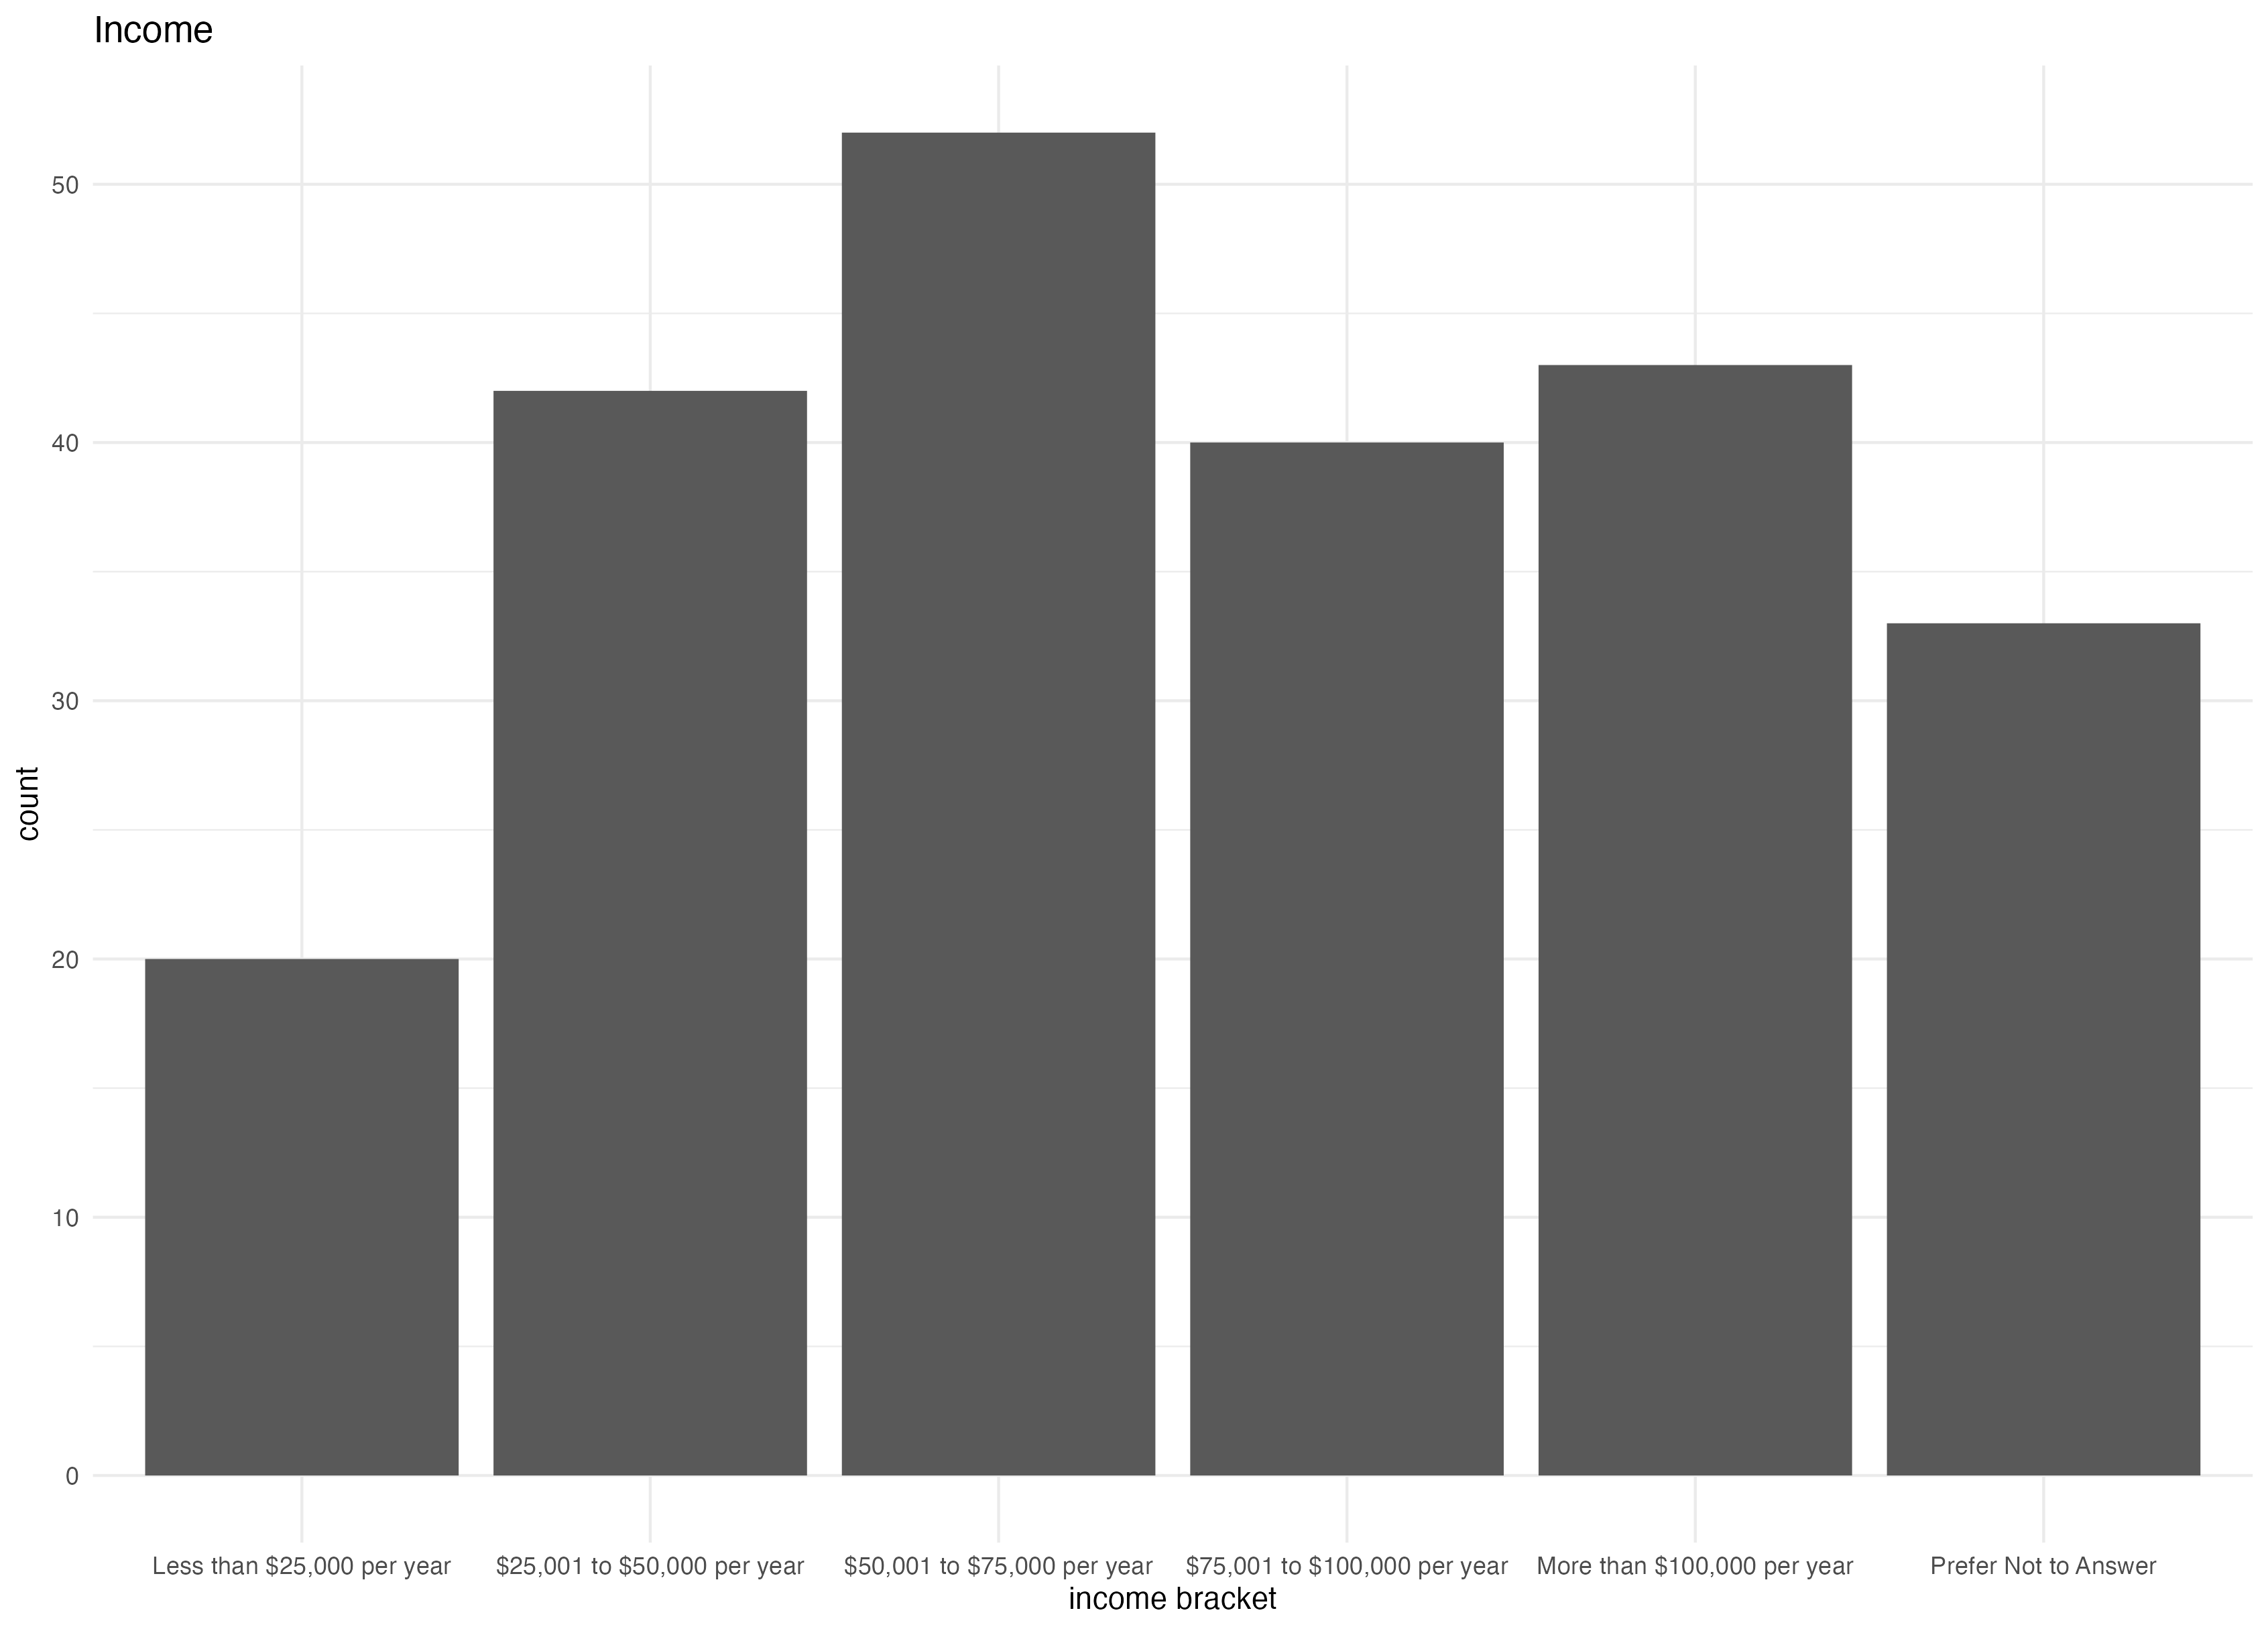 Income
50
40
30
20
10
0
count
Less than $25,000 per year
$25,001 to $50,000 per year
$50,001 to $75,000 per year
$75,001 to $100,000 per year
More than $100,000 per year
Prefer Not to Answer
income bracket